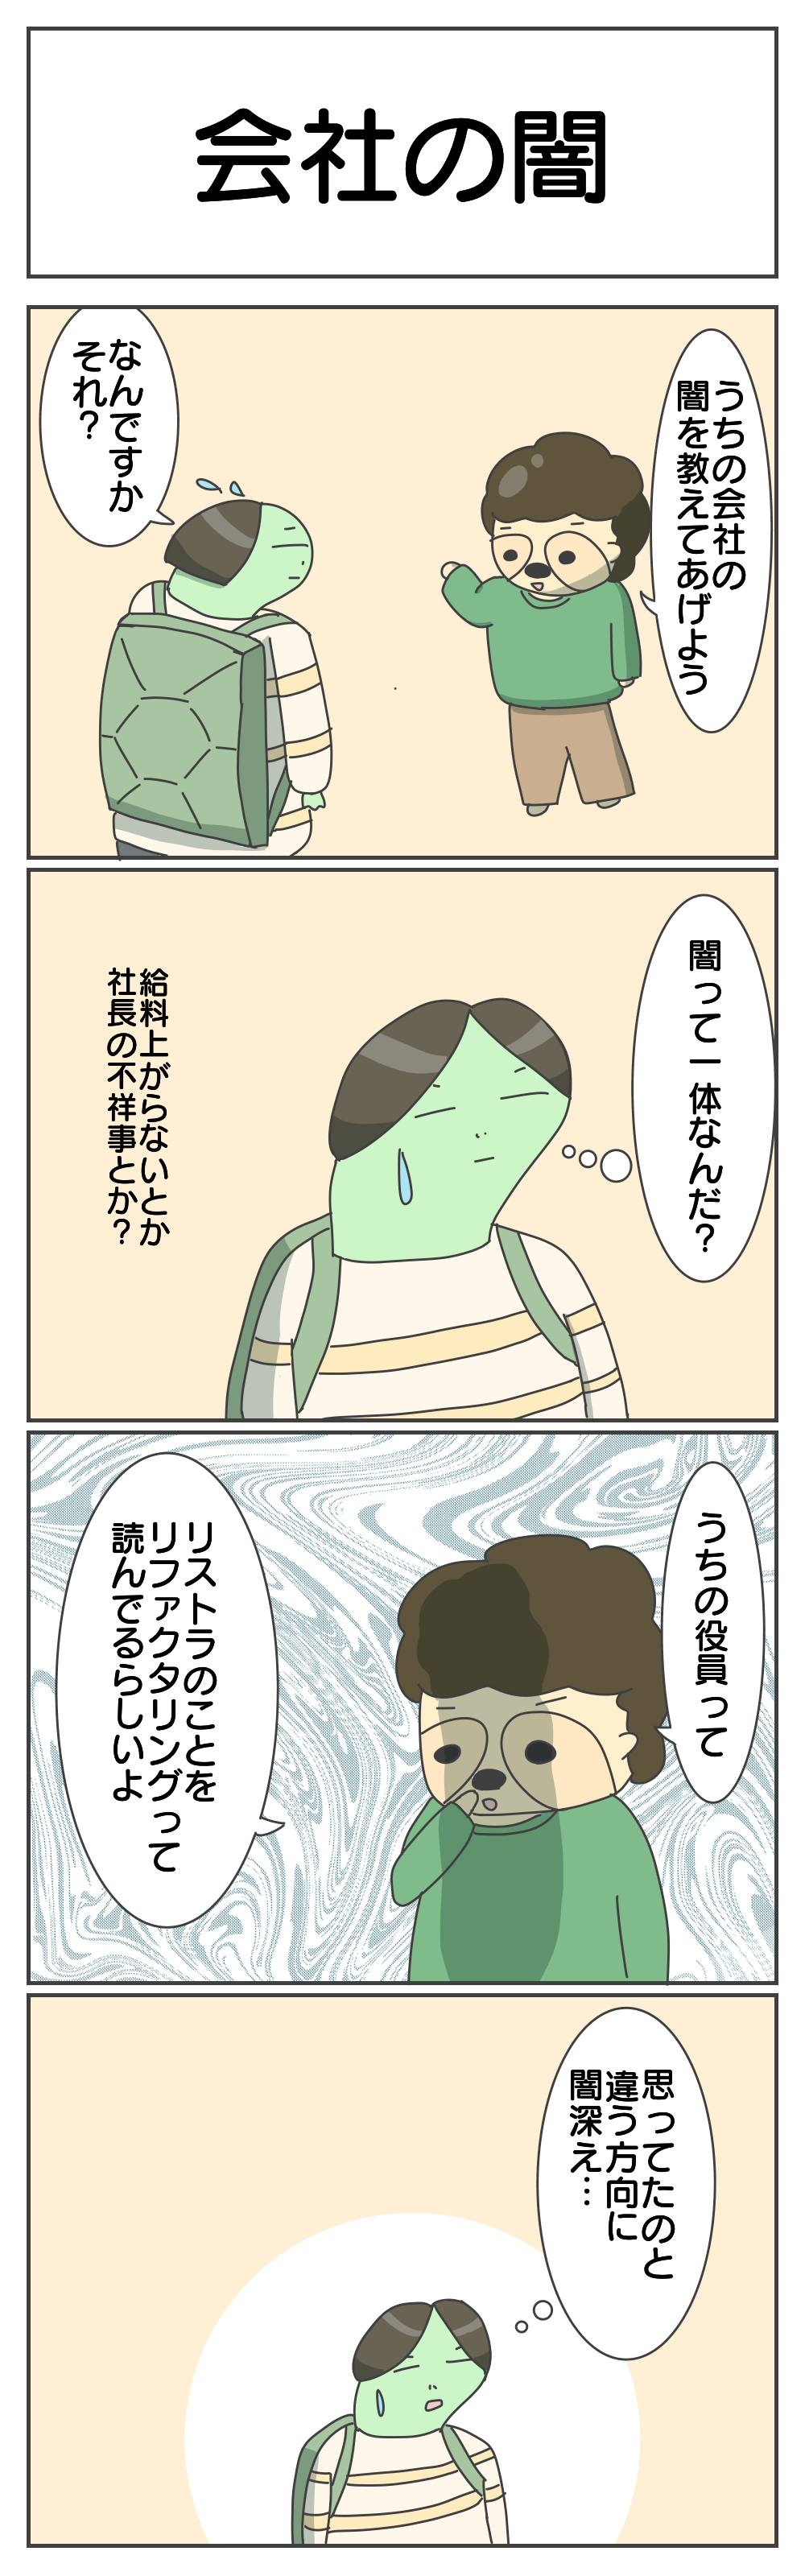 会社の闇
うちの会社の
闇を教えてあげよう
なんですか
それ？
闇って一体なんだ？
給料上がらないとか
社長の不祥事とか？
うちの役員って
リストラのことを
リファクタリングって
読んでるらしいよ
思ってたのと
違う方向に
闇深え…